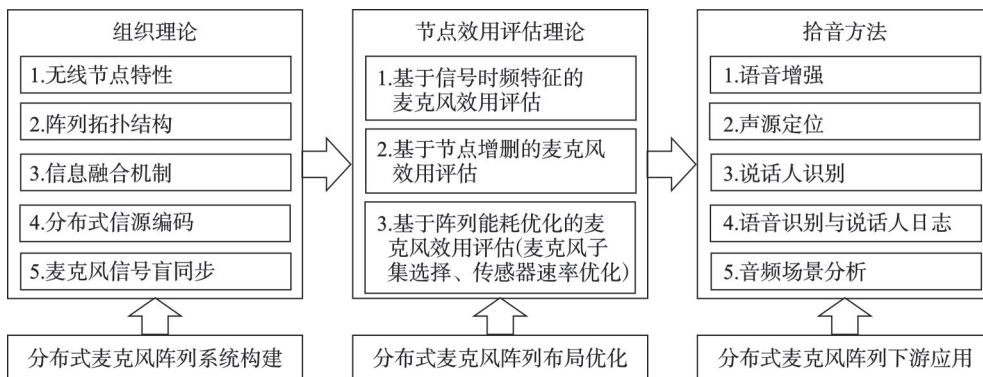 组织理论
1.无线节点特性
2.阵列拓扑结构
3.信息融合机制
4.分布式信源编码
5.麦克风信号盲同步
分布式麦克风阵列系统构建
节点效用评估理论
1.基于信号时频特征的
麦克风效用评估
2.基于节点增删的麦克风
效用评估
3.基于阵列能耗优化的麦
克风效用评估(麦克风子
集选择、传感器速率优化)
分布式麦克风阵列布局优化
拾音方法
1.语音增强
2.声源定位
3.说话人识别
4.语音识别与说话人日志
5.音频场景分析
分布式麦克风阵列下游应用